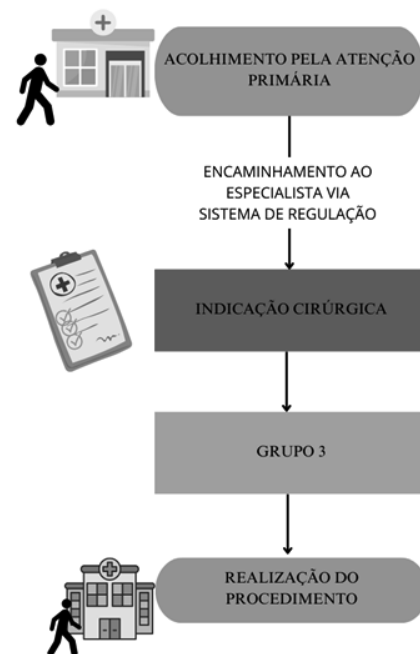 ACOLHIMENTO PELA ATENÇÃO
PRIMÁRIA
ENCAMINHAMENTO AO
ESPECIALISTA VIA
SISTEMA DE REGULAÇÃO
INDICAÇÃO CIRÚRGICA
GRUPO 3
REALIZAÇÃO DO
PROCEDIMENTO